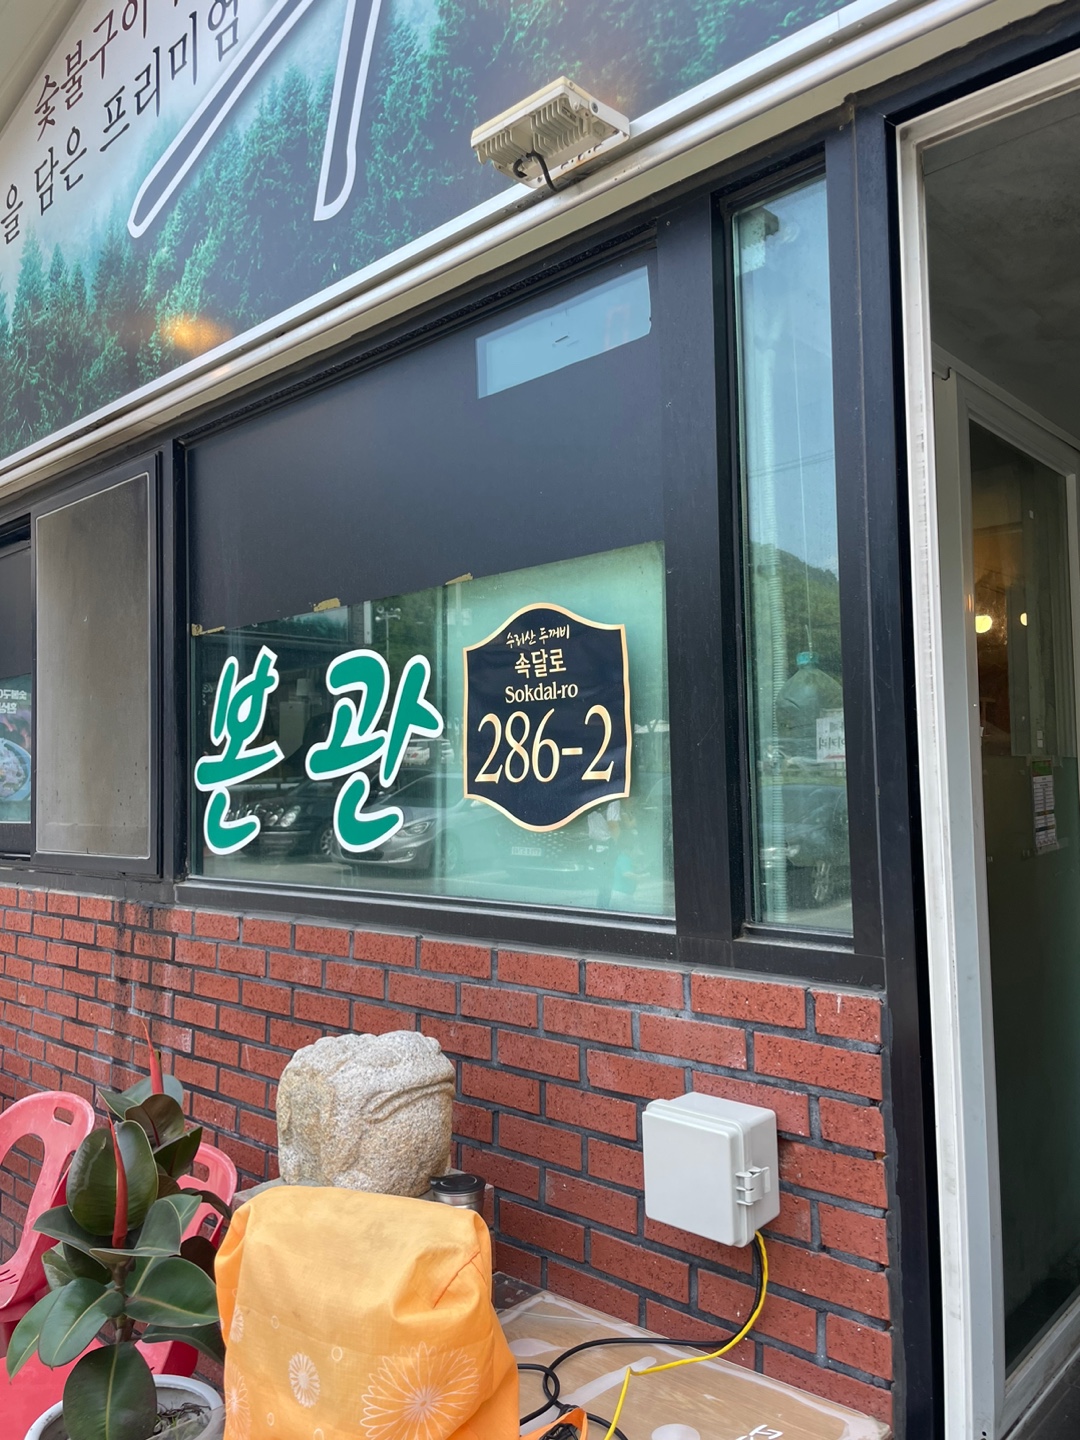 숯불구이
을 담은 프리미엄
본관
수리산 두꺼비
속달로
Sokdal-ro
286-2